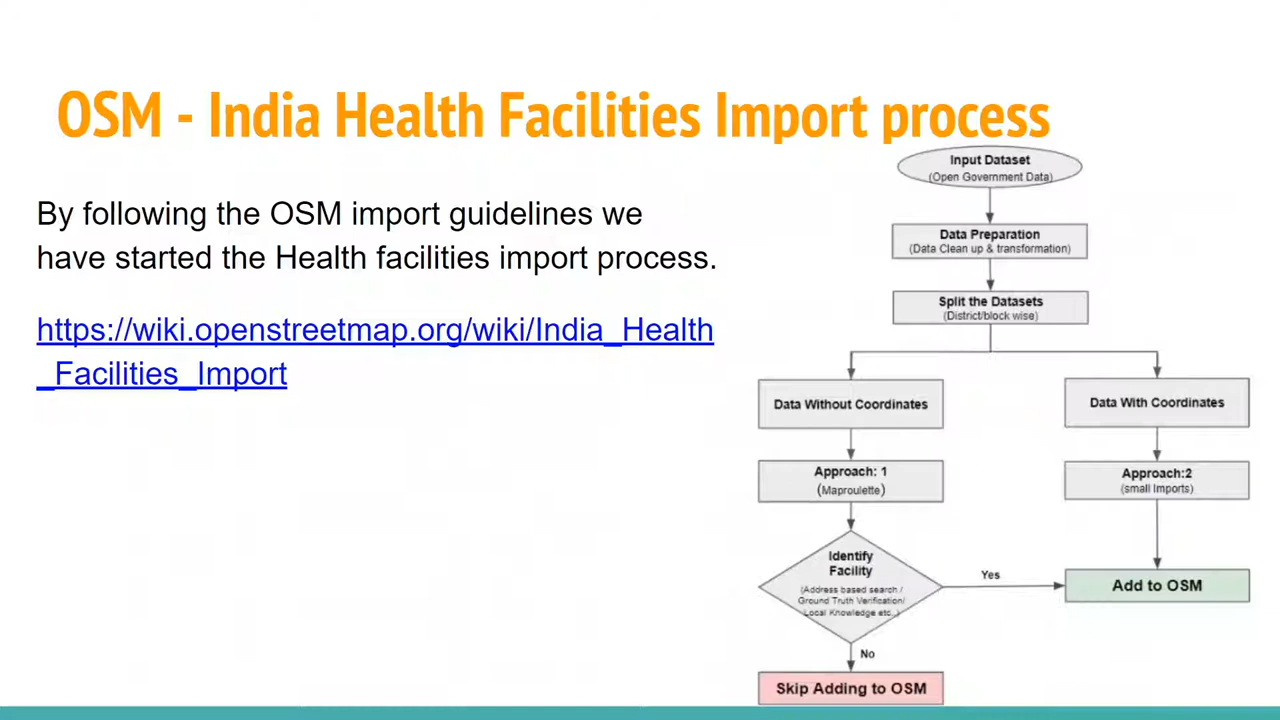 OSM - India Health Facilities Import process
By following the OSM import guidelines we
have started the Health facilities import process.
https://wiki.openstreetmap.org/wiki/India_Health
_Facilities_Import
Input Dataset
(Open Government Data)
Data Preparation
(Data Clean up & transformation)
Split the Datasets
(District/block wise)
Data Without Coordinates
Data With Coordinates
Approach: 1
(Maproulette)
Approach:2
(small Imports)
Identify
Facility
(Address based search /
Ground Truth Verification/
Local Knowledge etc..)
Yes
Add to OSM
No
Skip Adding to OSM